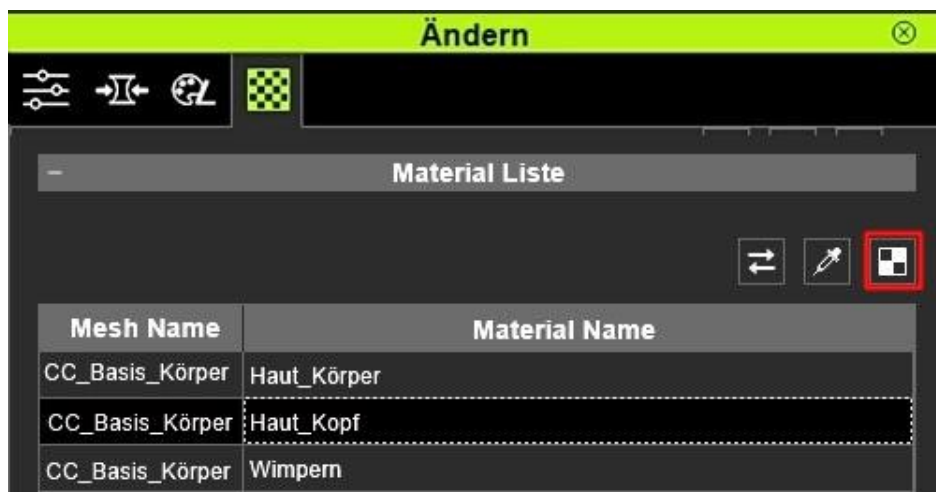 Ändern
Material Liste
Mesh Name Material Name
CC_Basis_Körper Haut_Körper
CC_Basis_Körper Haut_Kopf
CC_Basis_Körper Wimpern